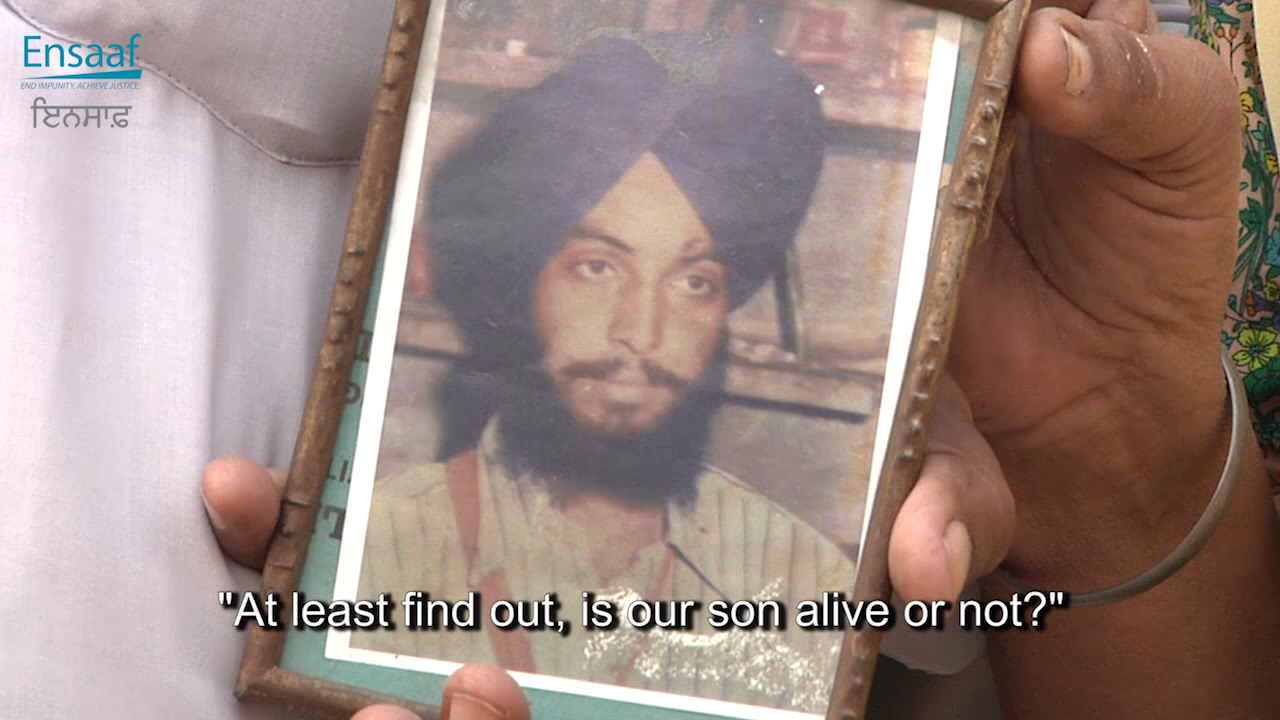 Ensaaf
END IMPUNITY. ACHIEVE JUSTICE.
ਇਨਸਾਫ਼
"At least find out, is our son alive or not?"